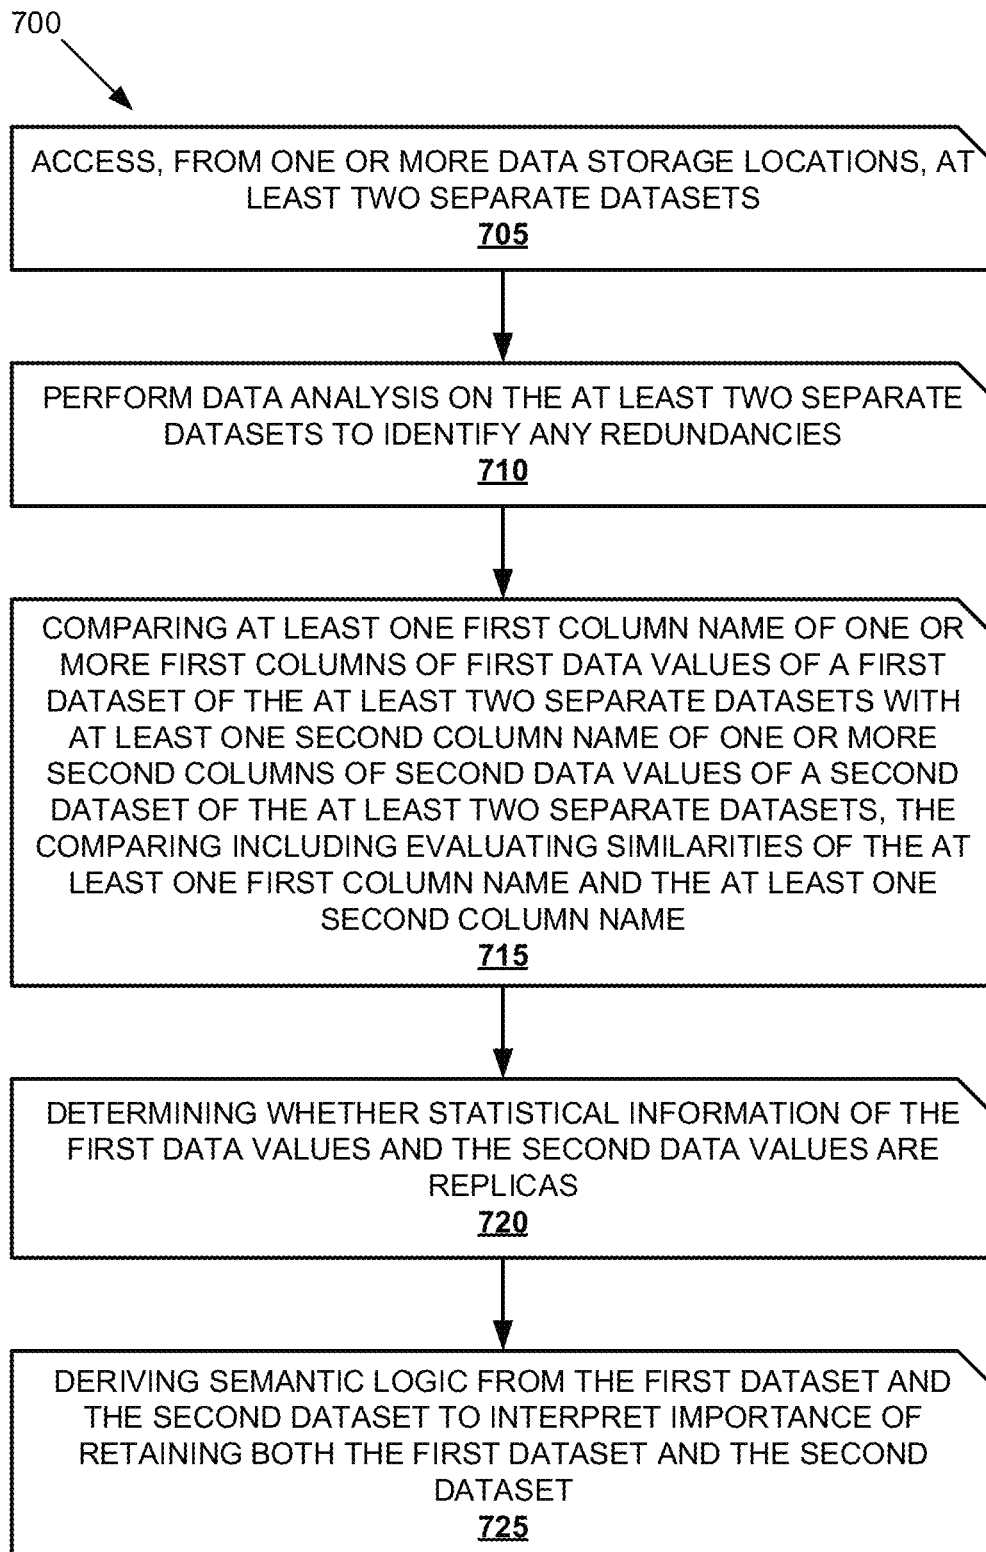 700
ACCESS, FROM ONE OR MORE DATA STORAGE LOCATIONS, AT
LEAST TWO SEPARATE DATASETS
705
PERFORM DATA ANALYSIS ON THE AT LEAST TWO SEPARATE
DATASETS TO IDENTIFY ANY REDUNDANCIES
710
COMPARING AT LEAST ONE FIRST COLUMN NAME OF ONE OR
MORE FIRST COLUMNS OF FIRST DATA VALUES OF A FIRST
DATASET OF THE AT LEAST TWO SEPARATE DATASETS WITH
AT LEAST ONE SECOND COLUMN NAME OF ONE OR MORE
SECOND COLUMNS OF SECOND DATA VALUES OF A SECOND
DATASET OF THE AT LEAST TWO SEPARATE DATASETS, THE
COMPARING INCLUDING EVALUATING SIMILARITIES OF THE AT
LEAST ONE FIRST COLUMN NAME AND THE AT LEAST ONE
SECOND COLUMN NAME
715
DETERMINING WHETHER STATISTICAL INFORMATION OF THE
FIRST DATA VALUES AND THE SECOND DATA VALUES ARE
REPLICAS
720
DERIVING SEMANTIC LOGIC FROM THE FIRST DATASET AND
THE SECOND DATASET TO INTERPRET IMPORTANCE OF
RETAINING BOTH THE FIRST DATASET AND THE SECOND
DATASET
725